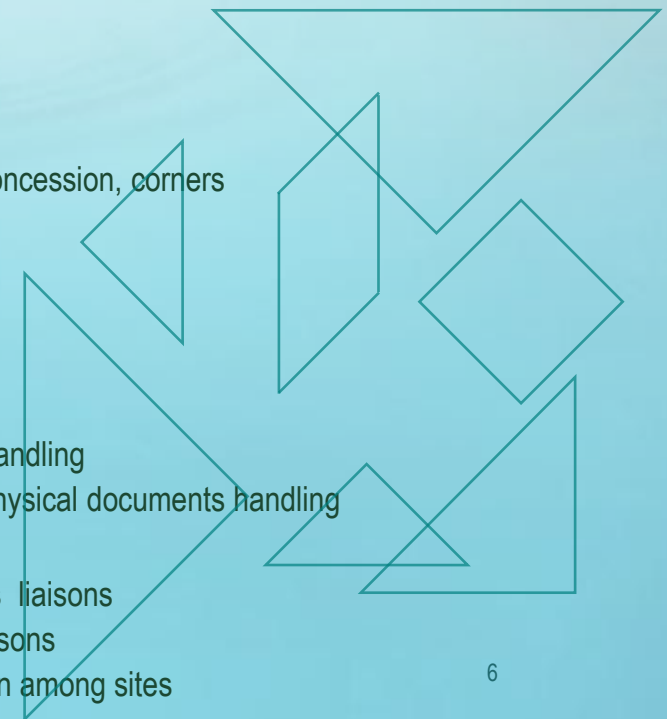 oncession, corners
andling
hysical documents handling
liaisons
sons
n among sites
6